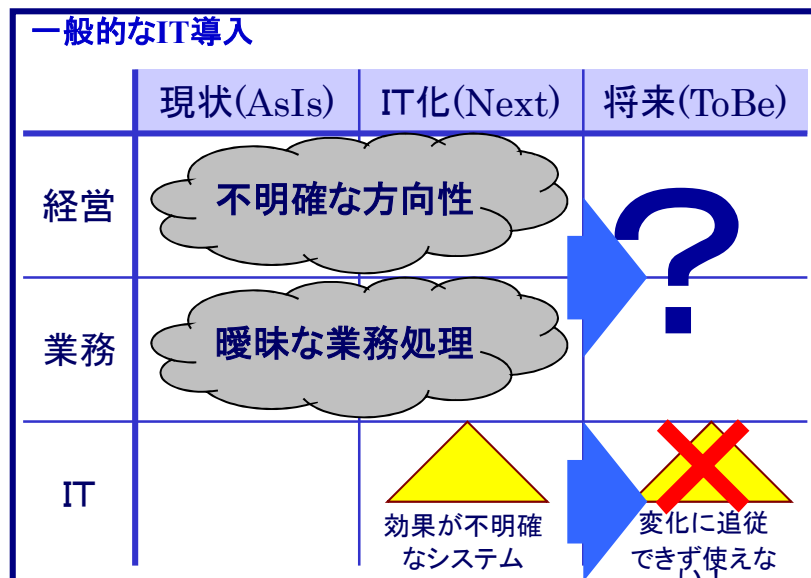 一般的なIT導入
現状(AsIs)
IT化(Next)
将来(ToBe)
経営
不明確な方向性
?
業務
曖昧な業務処理
IT
効果が不明確
なシステム
変化に追従
できず使えな
い!